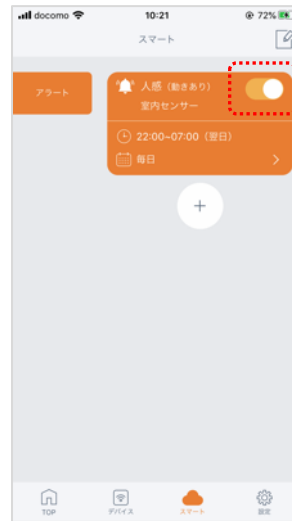 docomo 10:21 72%
スマート
アラート
人感（動きあり）
室内センサー
22:00~07:00（翌日）
毎日
+
TOP デバイス スマート 設定